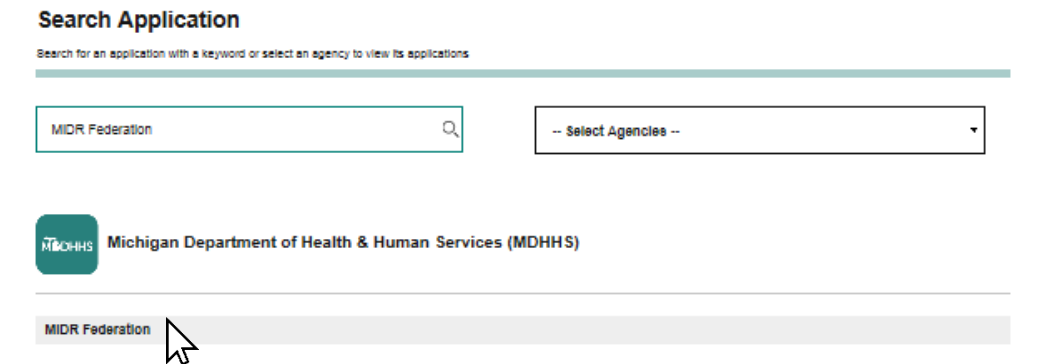 Search Application
Search for an application with a keyword or select an agency to view its applications
MIDR Federation
-- Select Agencies --
MDHHS
Michigan Department of Health & Human Services (MDHHS)
MIDR Federation